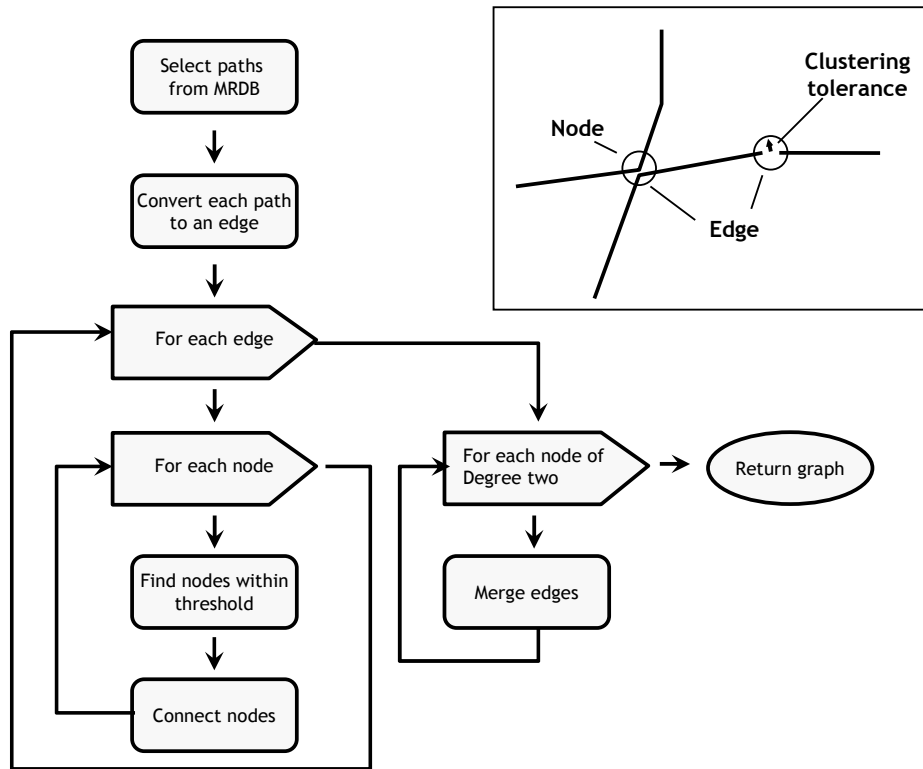 Select paths
from MRDB
Convert each path
to an edge
For each edge
For each node
Find nodes within
threshold
Connect nodes
For each node of
Degree two
Merge edges
Return graph
Clustering
tolerance
Node
Edge